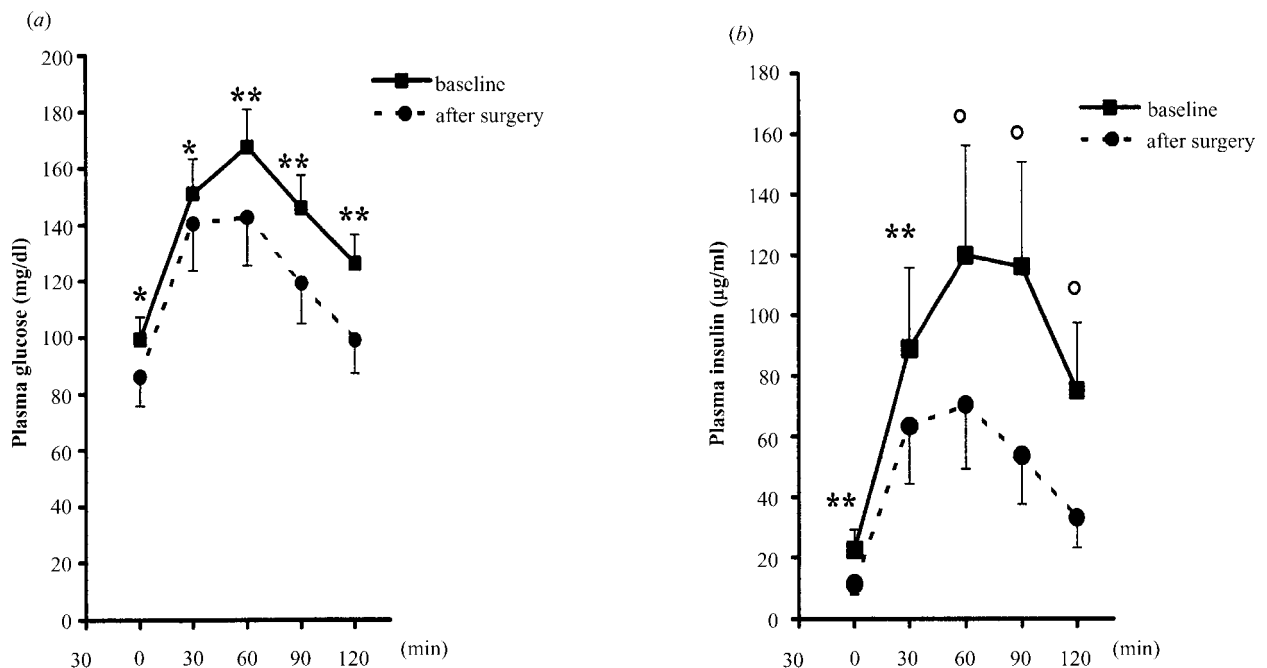 (a)
200
180
160
140
120
100
80
60
40
20
0
Plasma glucose (mg/dl)
baseline
after surgery
*
*
**
**
**
30 0 30 60 90 120 (min)
(b)
180
160
140
120
100
80
60
40
20
0
Plasma insulin (μg/ml)
baseline
after surgery
**
**
30 0 30 60 90 120 (min)